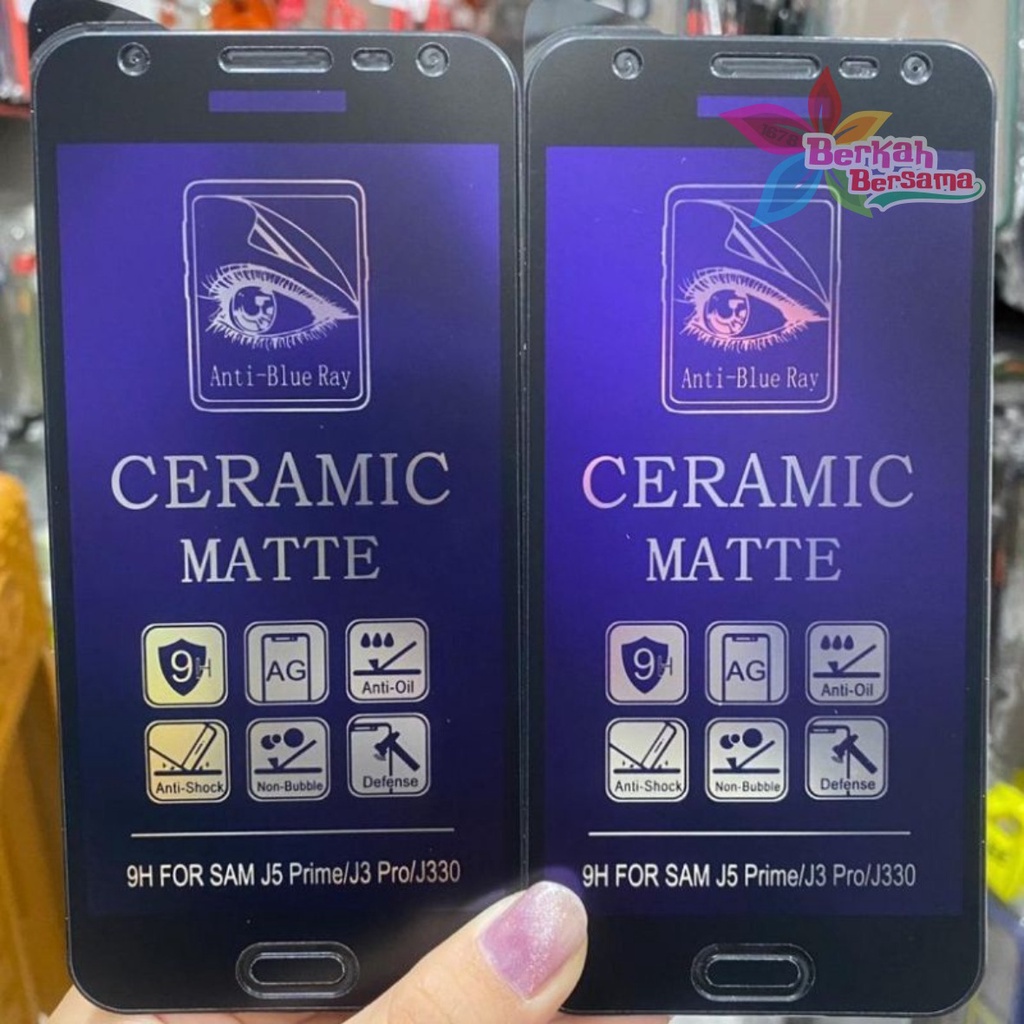 Berkah
Bersama
Anti-Blue Ray
CERAMIC
MATTE
9H
AG
Anti-Oil
Anti-Shock
Non-Bubble
Defense
9H FOR SAM J5 Prime/J3 Pro/J330
Anti-Blue Ray
CERAMIC
MATTE
9H
AG
Anti-Oil
Anti-Shock
Non-Bubble
Defense
9H FOR SAM J5 Prime/J3 Pro/J330